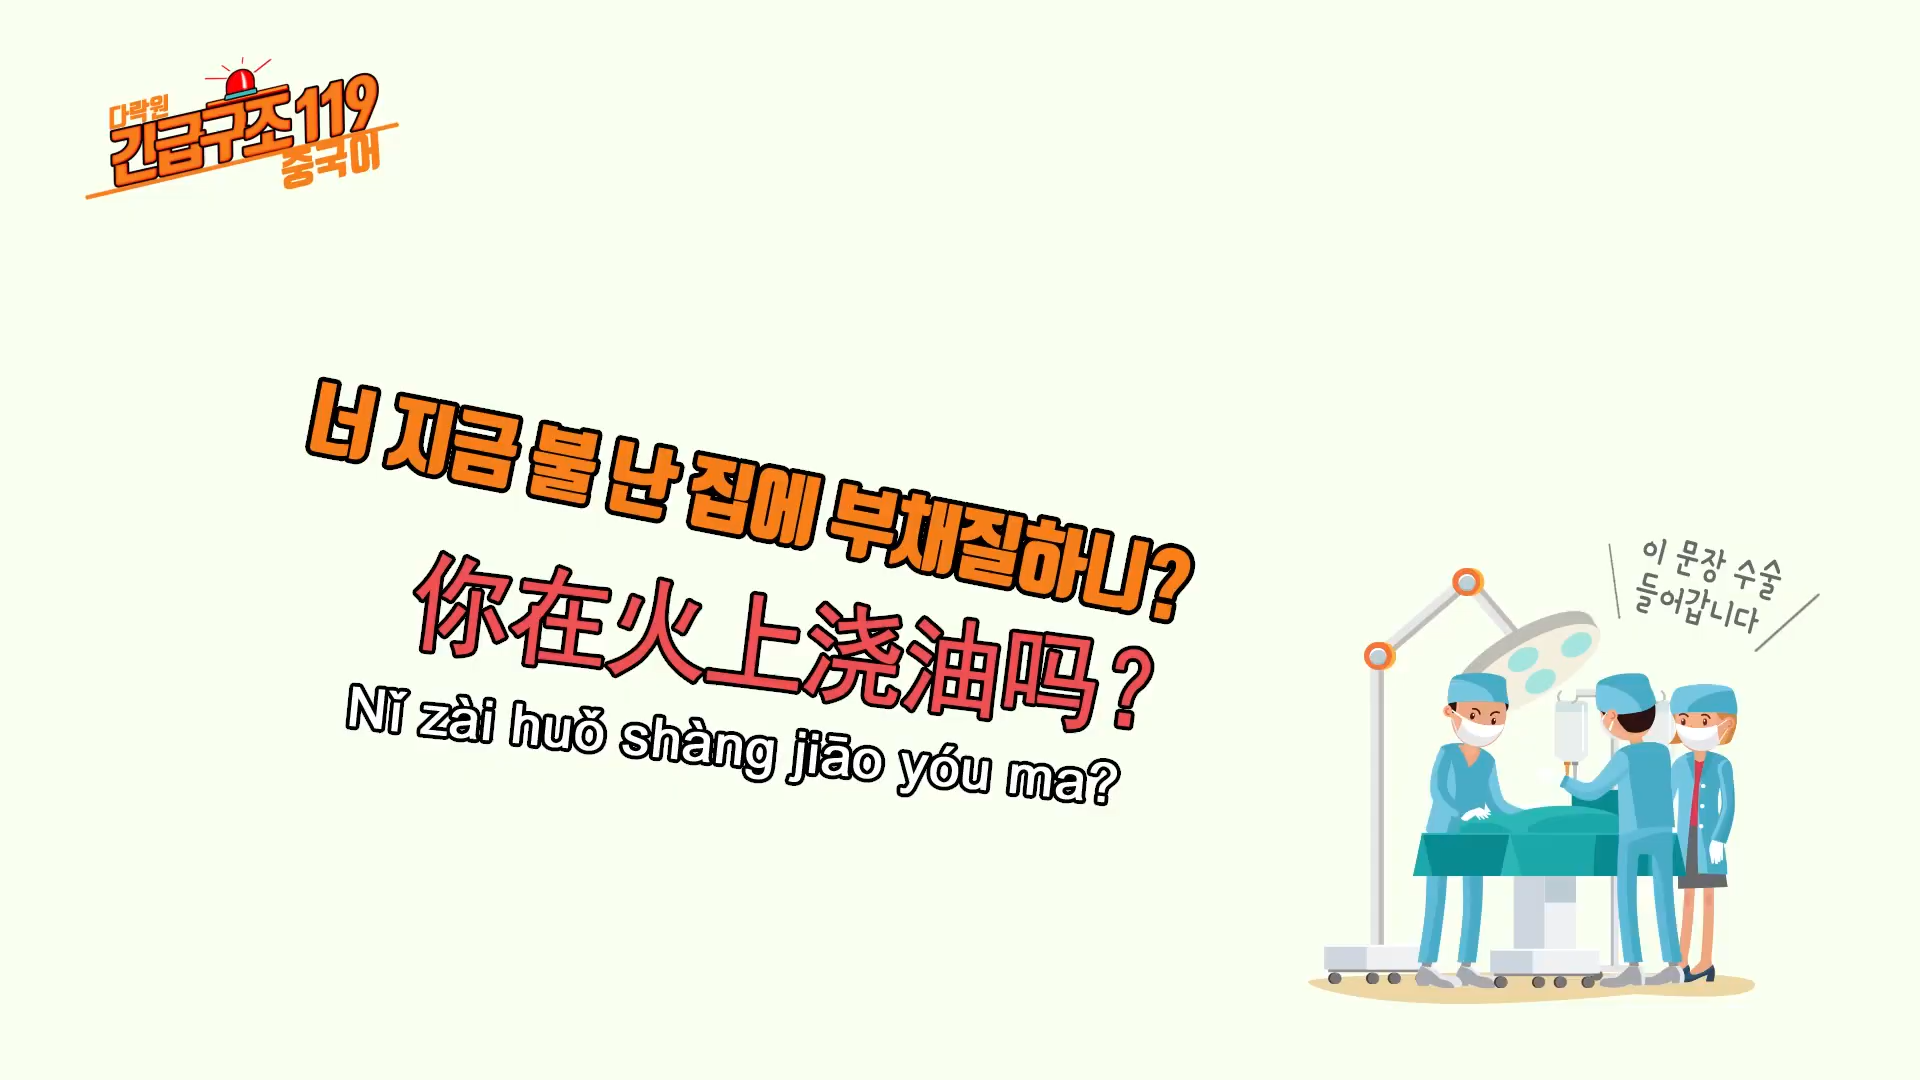 다락원
긴급구조119
중국어
너 지금 불 난 집에 부채질하니?
你在火上浇油吗?
Nǐ zài huǒ shàng jiāo yóu ma?
이 문장 수술
들어갑니다